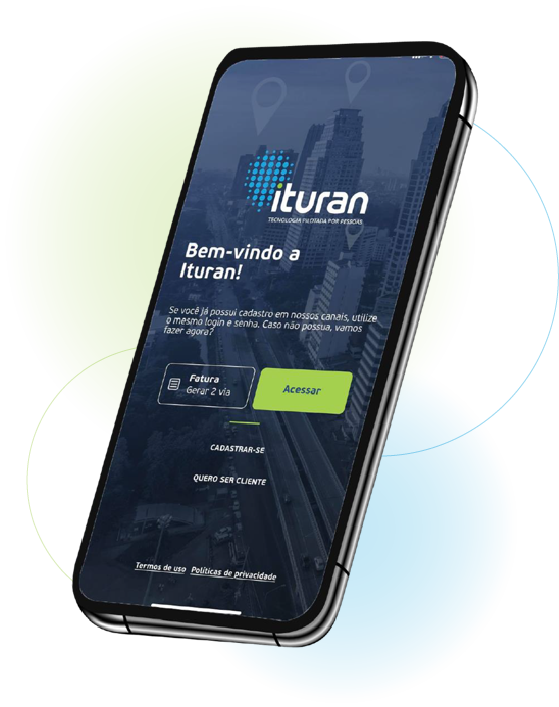 ituran
TECNOLOGIA PILOTADA POR PESSOAS
Bem-vindo a
Ituran!
Se você já possui cadastro em nossos canais, utilize
o mesmo login e senha. Caso não possua, vamos
fazer agora?
Fatura
Gerar 2 via
Acessar
CADASTRAR-SE
QUERO SER CLIENTE
Termos de uso Políticas de privacidade